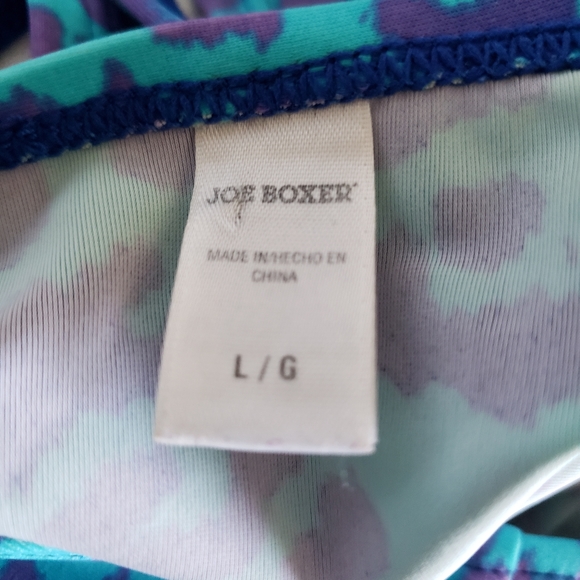 JOE BOXER
MADE IN/HECHO EN
CHINA
L / G